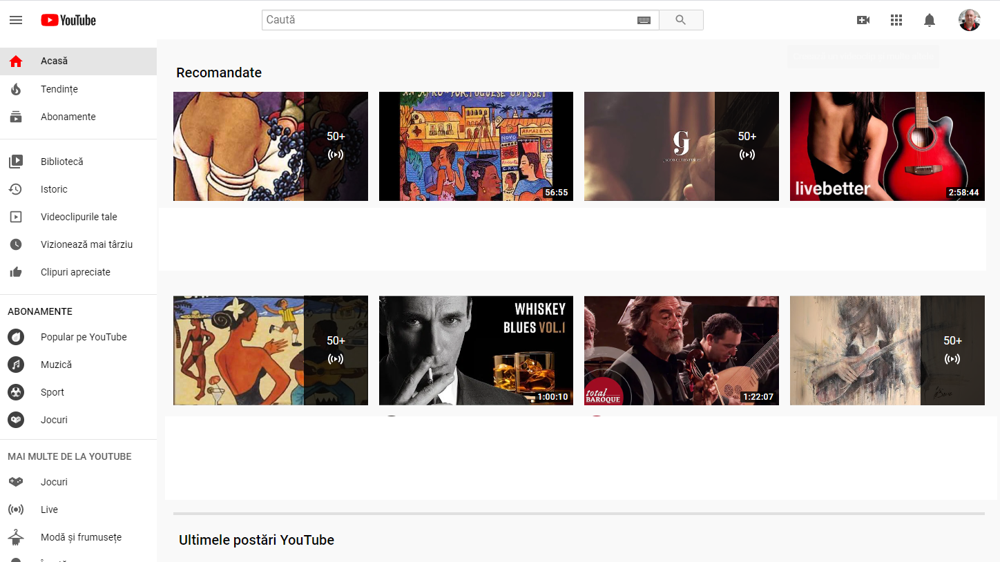 YouTube
Caută
Acasă
Tendințe
Abonamente
Bibliotecă
Istoric
Videoclipurile tale
Vizionează mai târziu
Clipuri apreciate
ABONAMENTE
Popular pe YouTube
Muzică
Sport
Jocuri
MAI MULTE DE LA YOUTUBE
Jocuri
Live
Modă și frumusețe
Recomandate
50+
AN AFRO-PORTUGUESE ODYSSEY
ARMAZEM
NOVO
56:55
50+
livebetter
2:58:44
50+
WHISKEY
BLUES VOL.1
1:00:10
total
BAROQUE
1:22:07
50+
Ultimele postări YouTube